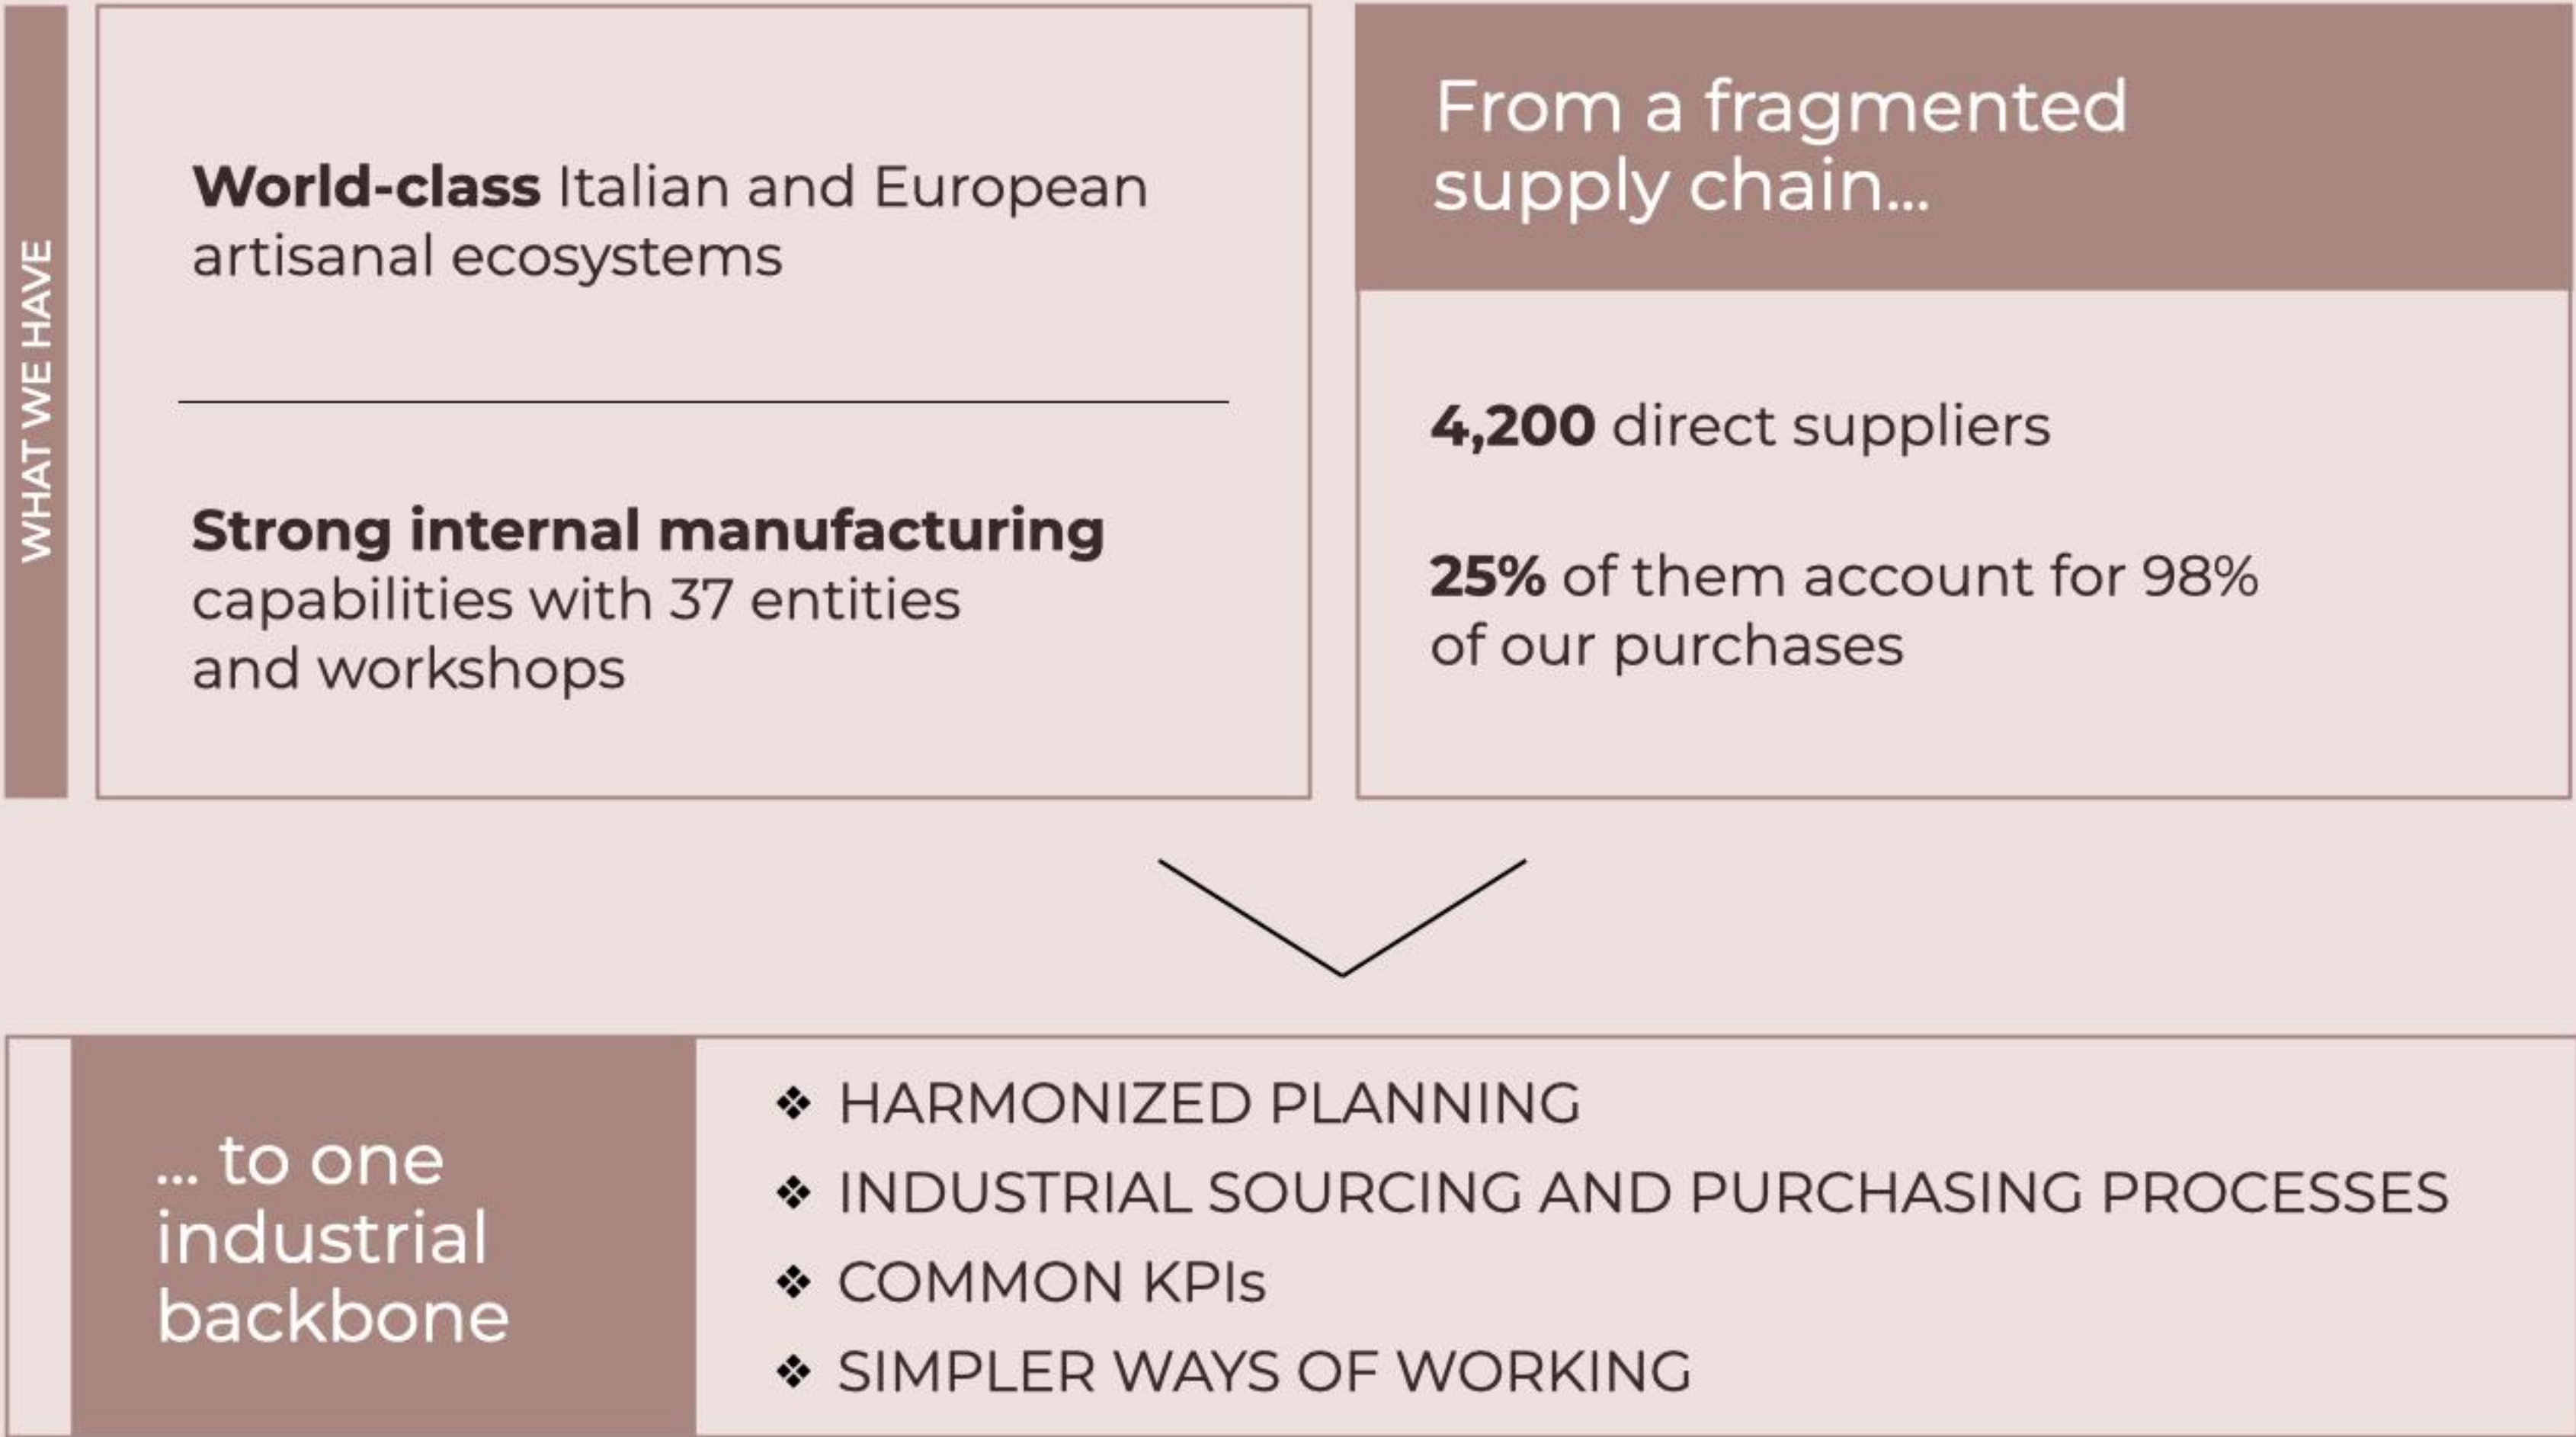 WHAT WE HAVE
World-class Italian and European
artisanal ecosystems
Strong internal manufacturing
capabilities with 37 entities
and workshops
From a fragmented
supply chain...
4,200 direct suppliers
25% of them account for 98%
of our purchases
... to one
industrial
backbone
❖ HARMONIZED PLANNING
❖ INDUSTRIAL SOURCING AND PURCHASING PROCESSES
❖ COMMON KPIs
❖ SIMPLER WAYS OF WORKING